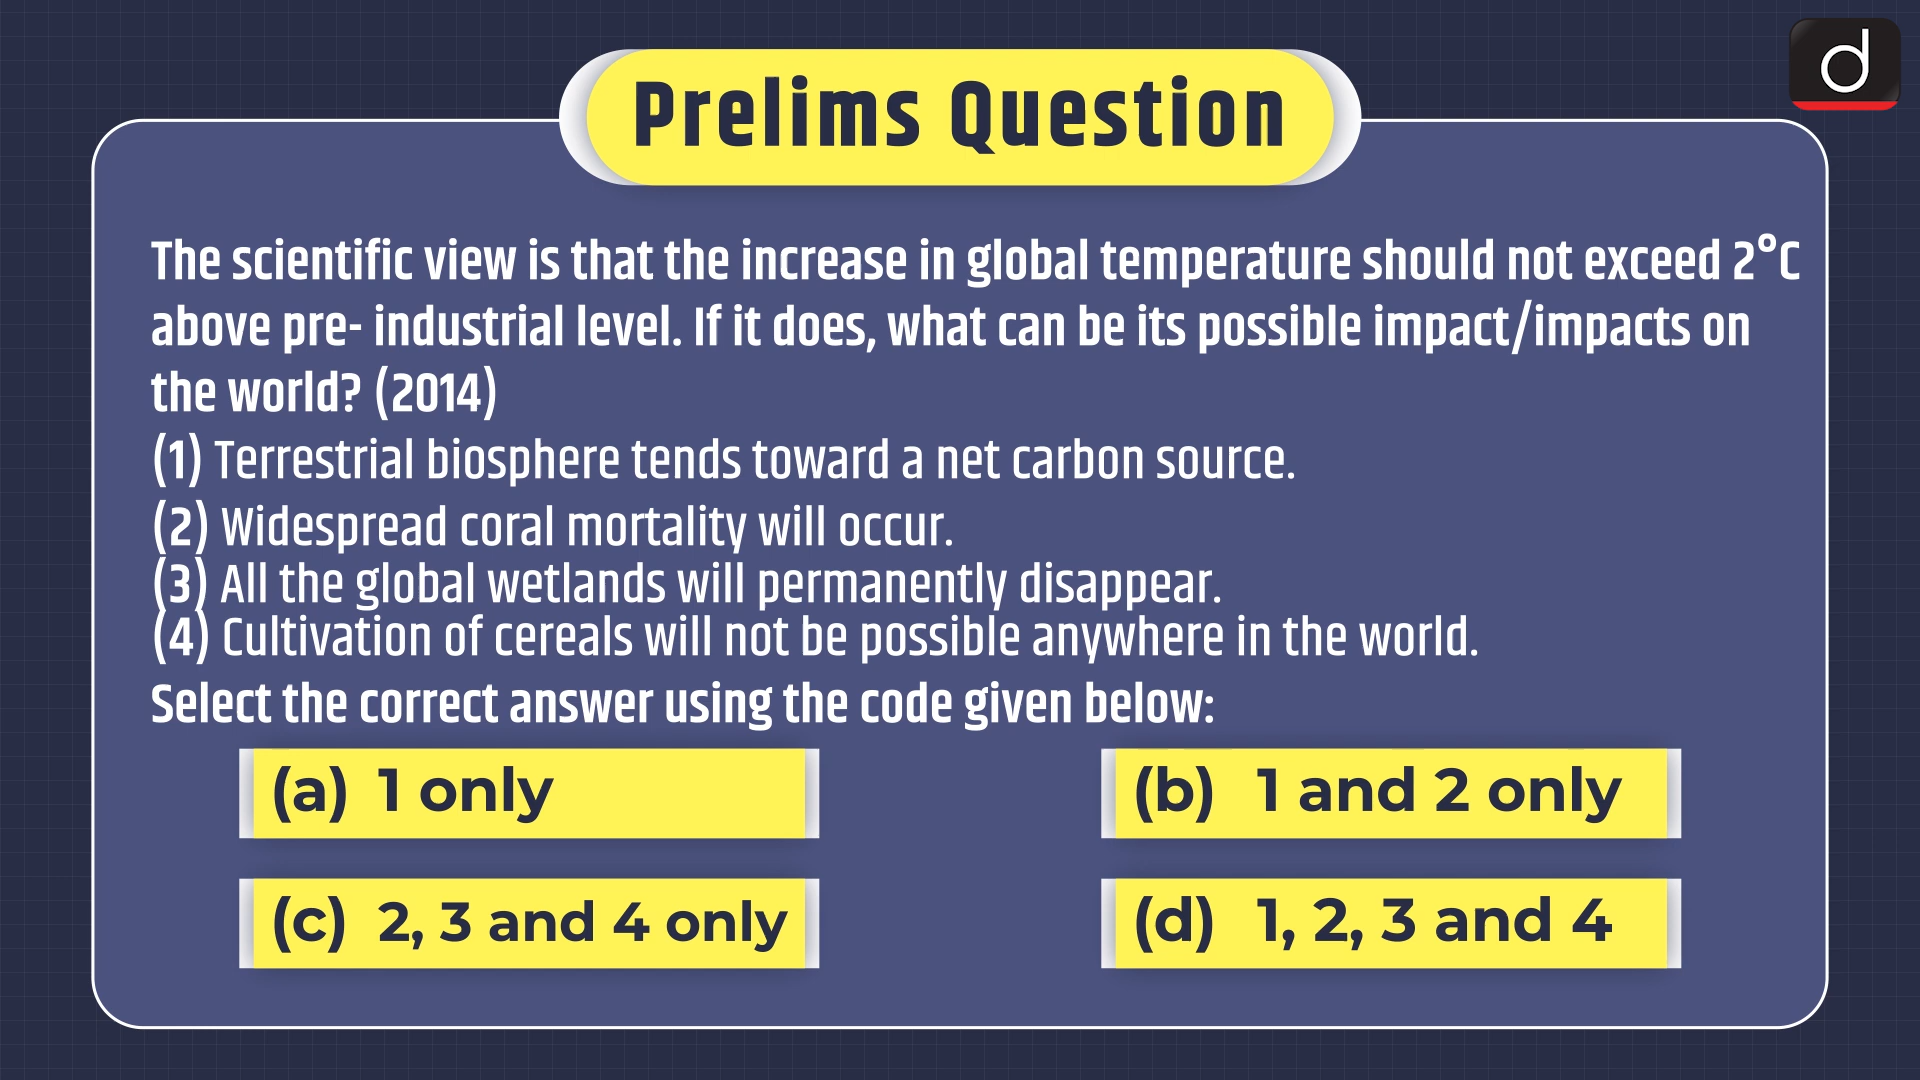 d
Prelims Question
The scientific view is that the increase in global temperature should not exceed 2°C
above pre- industrial level. If it does, what can be its possible impact/impacts on
the world? (2014)
(1) Terrestrial biosphere tends toward a net carbon source.
(2) Widespread coral mortality will occur.
(3) All the global wetlands will permanently disappear.
(4) Cultivation of cereals will not be possible anywhere in the world.
Select the correct answer using the code given below:
(a) 1 only
(b) 1 and 2 only
(c) 2, 3 and 4 only
(d) 1, 2, 3 and 4